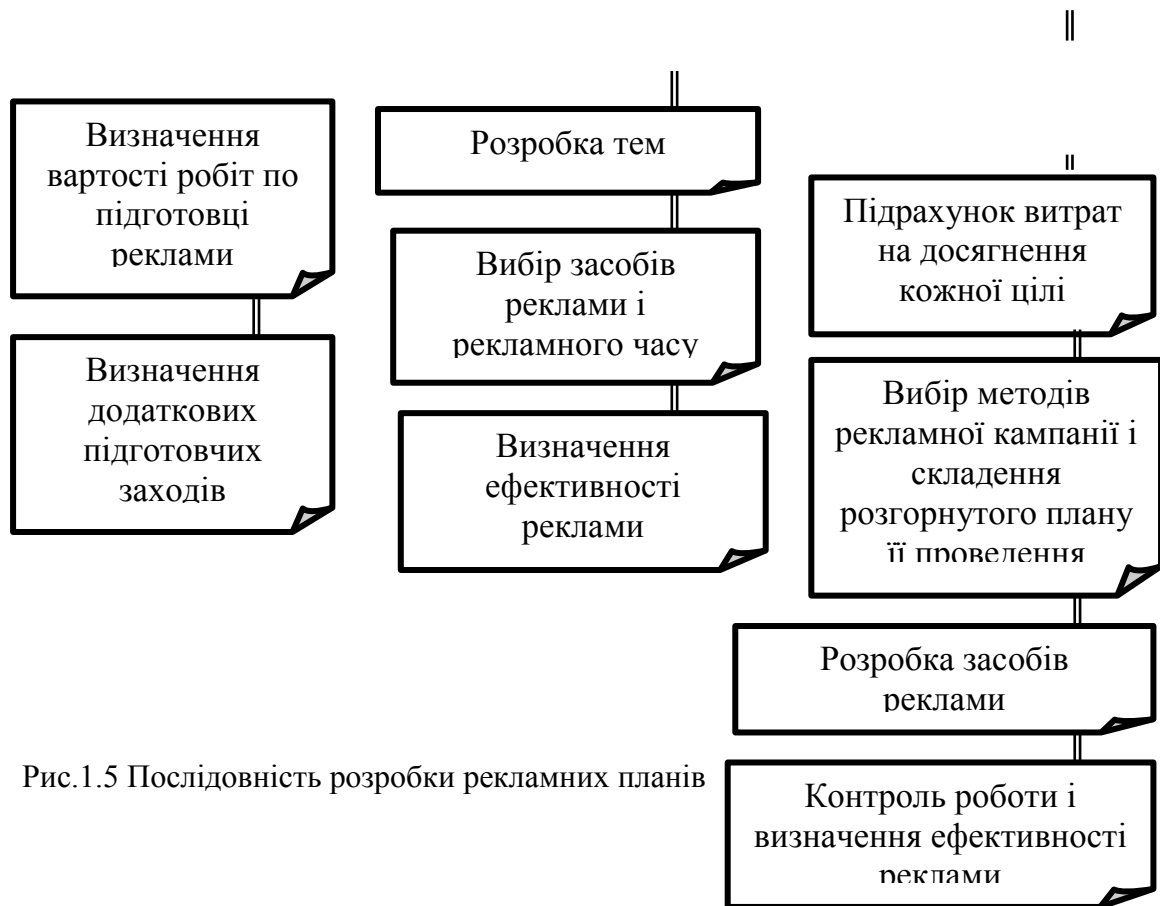 Визначення
вартості робіт по
підготовці
реклами
Визначення
додаткових
підготовчих
заходів
Розробка тем
Вибір засобів
реклами і
рекламного часу
Визначення
ефективності
реклами
Підрахунок витрат
на досягнення
кожної цілі
Вибір методів
рекламної кампанії і
складення
розгорнутого плану
її проведення
Розробка засобів
реклами
Контроль роботи і
визначення ефективності
реклами
Рис.1.5 Послідовність розробки рекламних планів